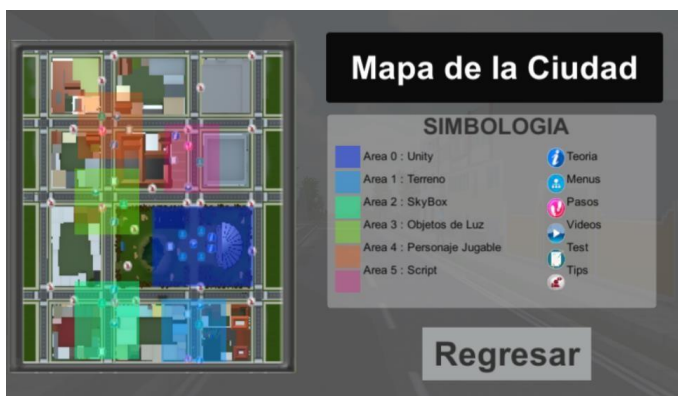 Mapa de la Ciudad
SIMBOLOGIA
Area 0 : Unity
Area 1 : Terreno
Area 2 : SkyBox
Area 3 : Objetos de Luz
Area 4 : Personaje Jugable
Area 5 : Script
Teoria
Menus
Pasos
Videos
Test
Tips
Regresar